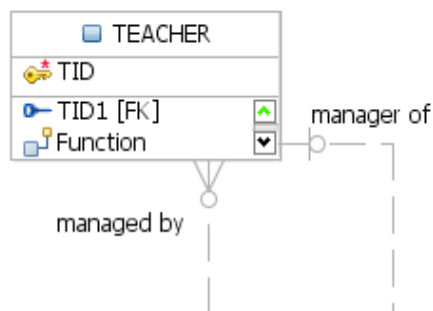 TEACHER
TID
TID1 [FK]
Function
manager of
managed by